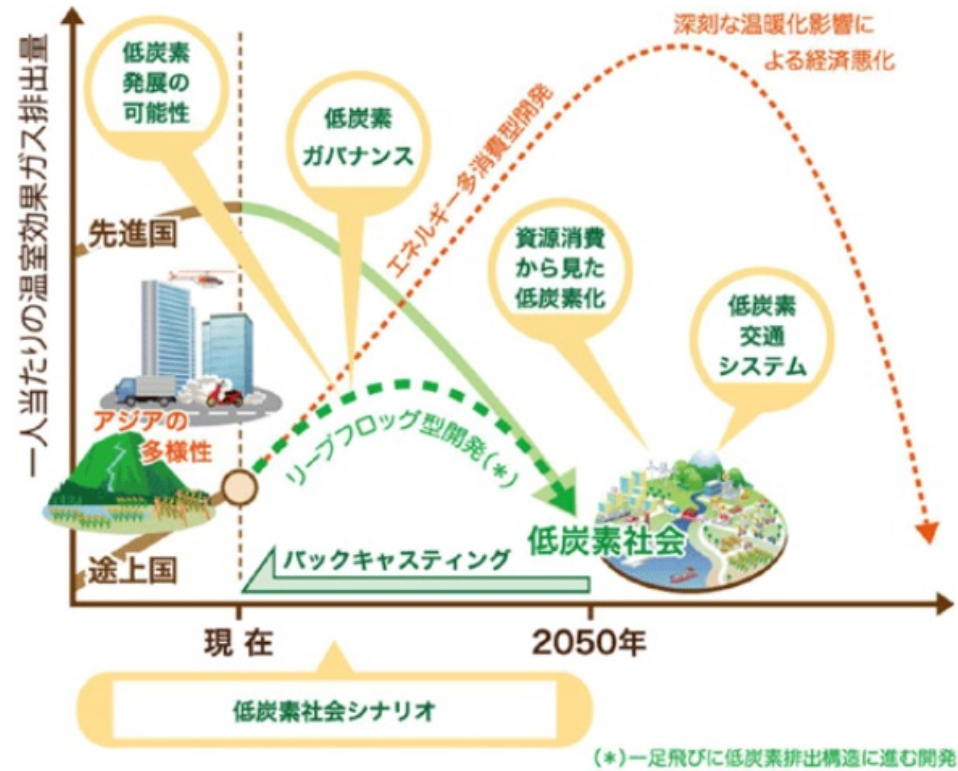 一人当たりの温室効果ガス排出量
低炭素
発展の
可能性
低炭素
ガバナンス
深刻な温暖化影響に
よる経済悪化
エネルギー多消費型開発
先進国
資源消費
から見た
低炭素化
低炭素
交通
システム
アジアの
多様性
リープフロッグ型開発(*)
途上国
低炭素社会
バックキャスティング
現在
2050年
低炭素社会シナリオ
(*)一足飛びに低炭素排出構造に進む開発